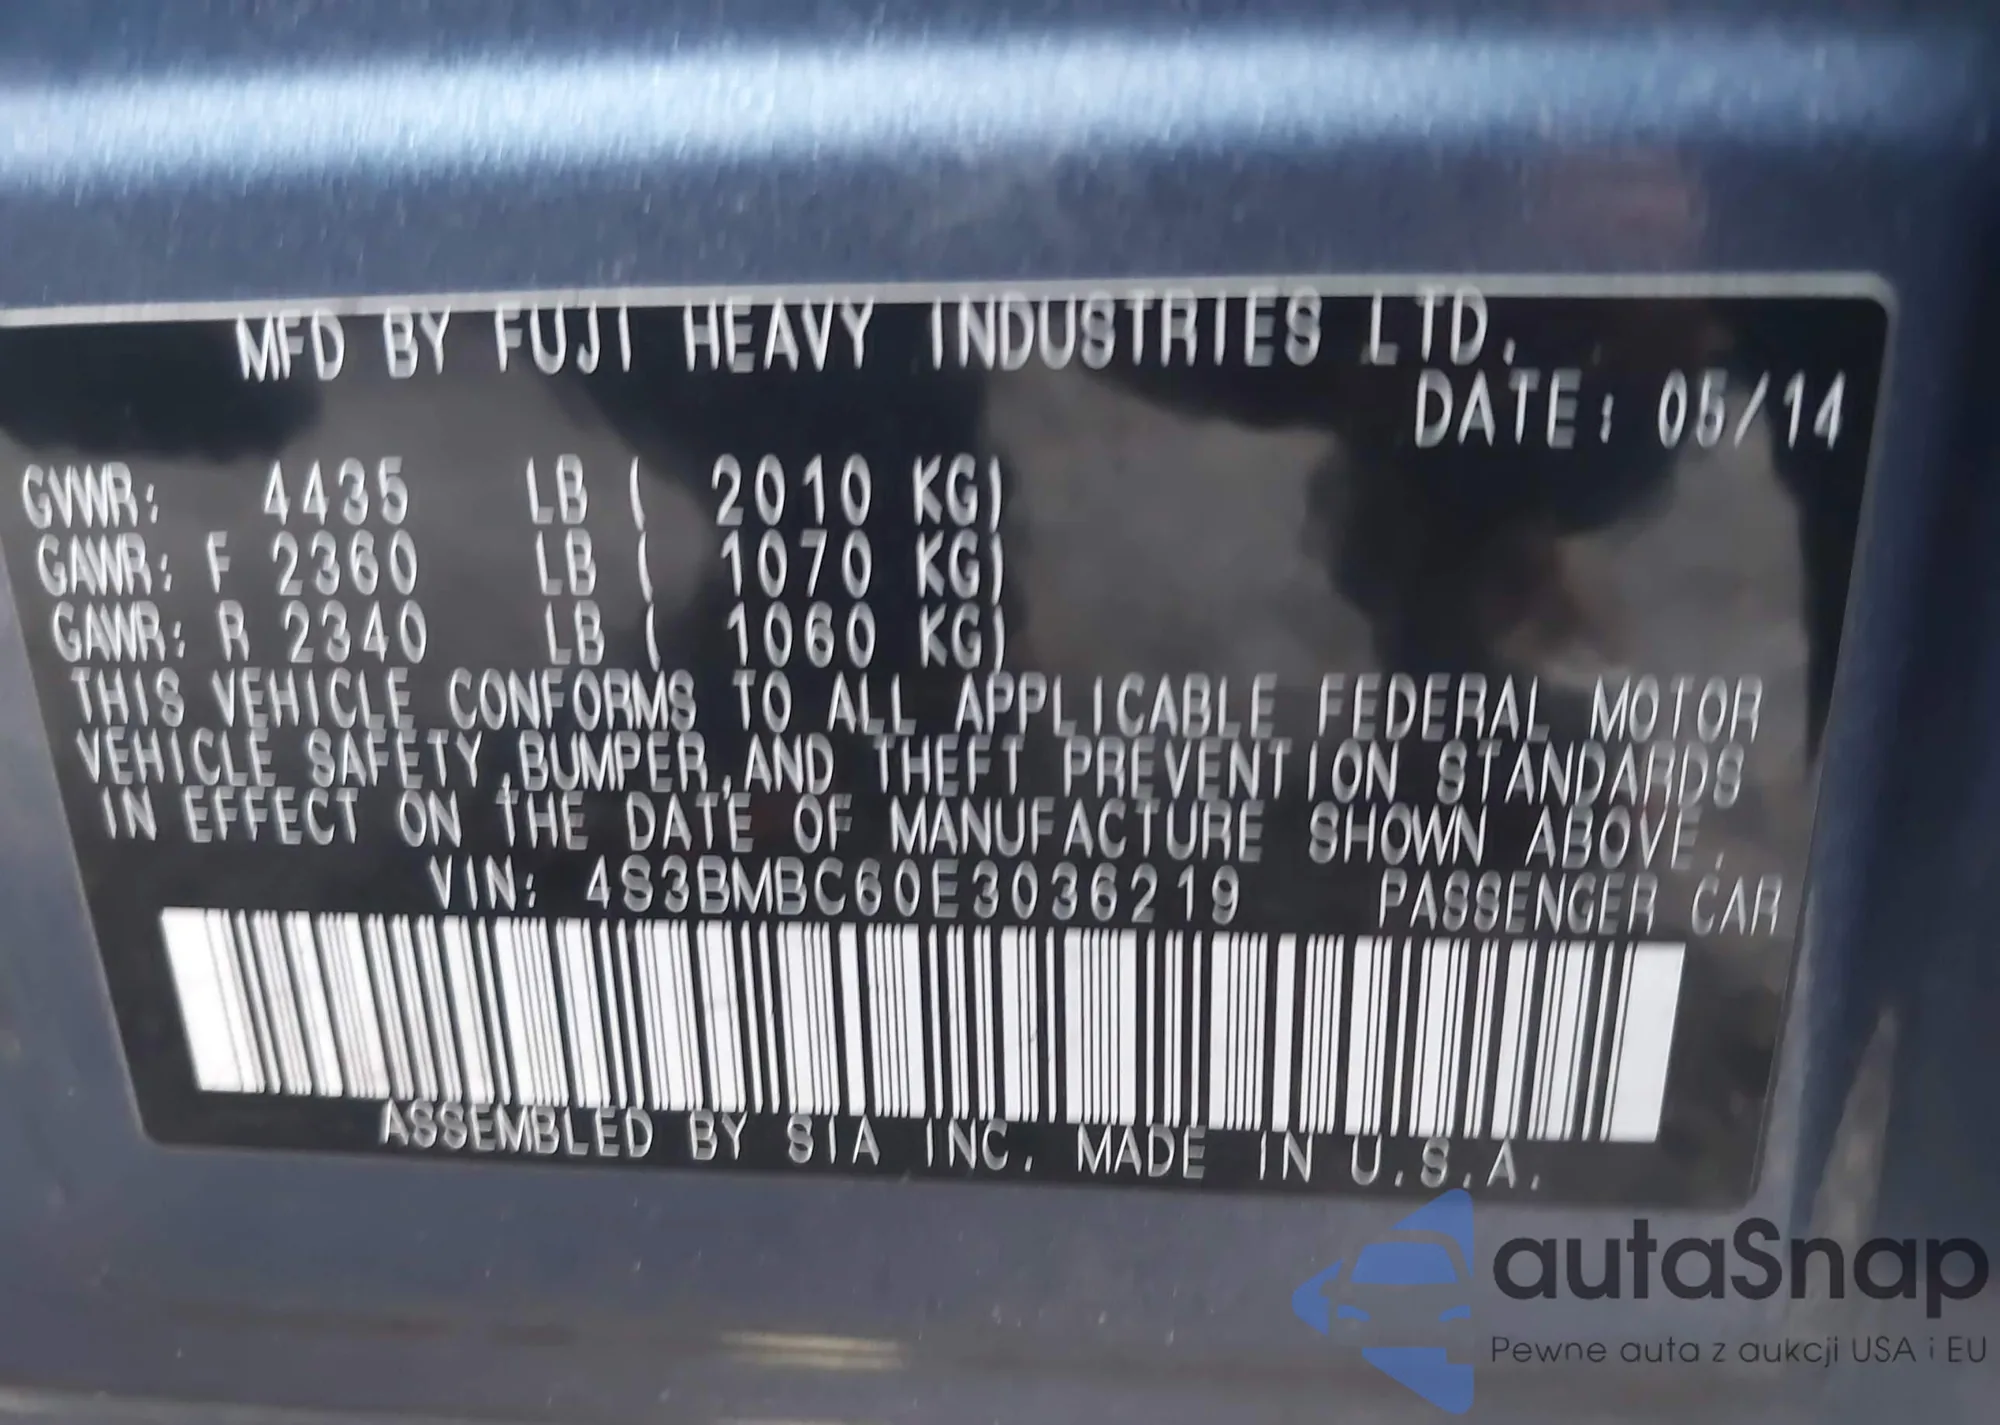 MFD BY FUJI HEAVY INDUSTRIES LTD.
DATE: 05/14
GVWR: 4435 LB ( 2010 KG)
GAWR: F 2360 LB ( 1070 KG)
GAWR: R 2340 LB ( 1060 KG)
THIS VEHICLE CONFORMS TO ALL APPLICABLE FEDERAL MOTOR
VEHICLE SAFETY,BUMPER,AND THEFT PREVENTION STANDARDS
IN EFFECT ON THE DATE OF MANUFACTURE SHOWN ABOVE.
VIN: 4S3BMBC60E3036219 PASSENGER CAR
ASSEMBLED BY SIA INC. MADE IN U.S.A.
autaSnap
Pewne auta z aukcji USA i EU